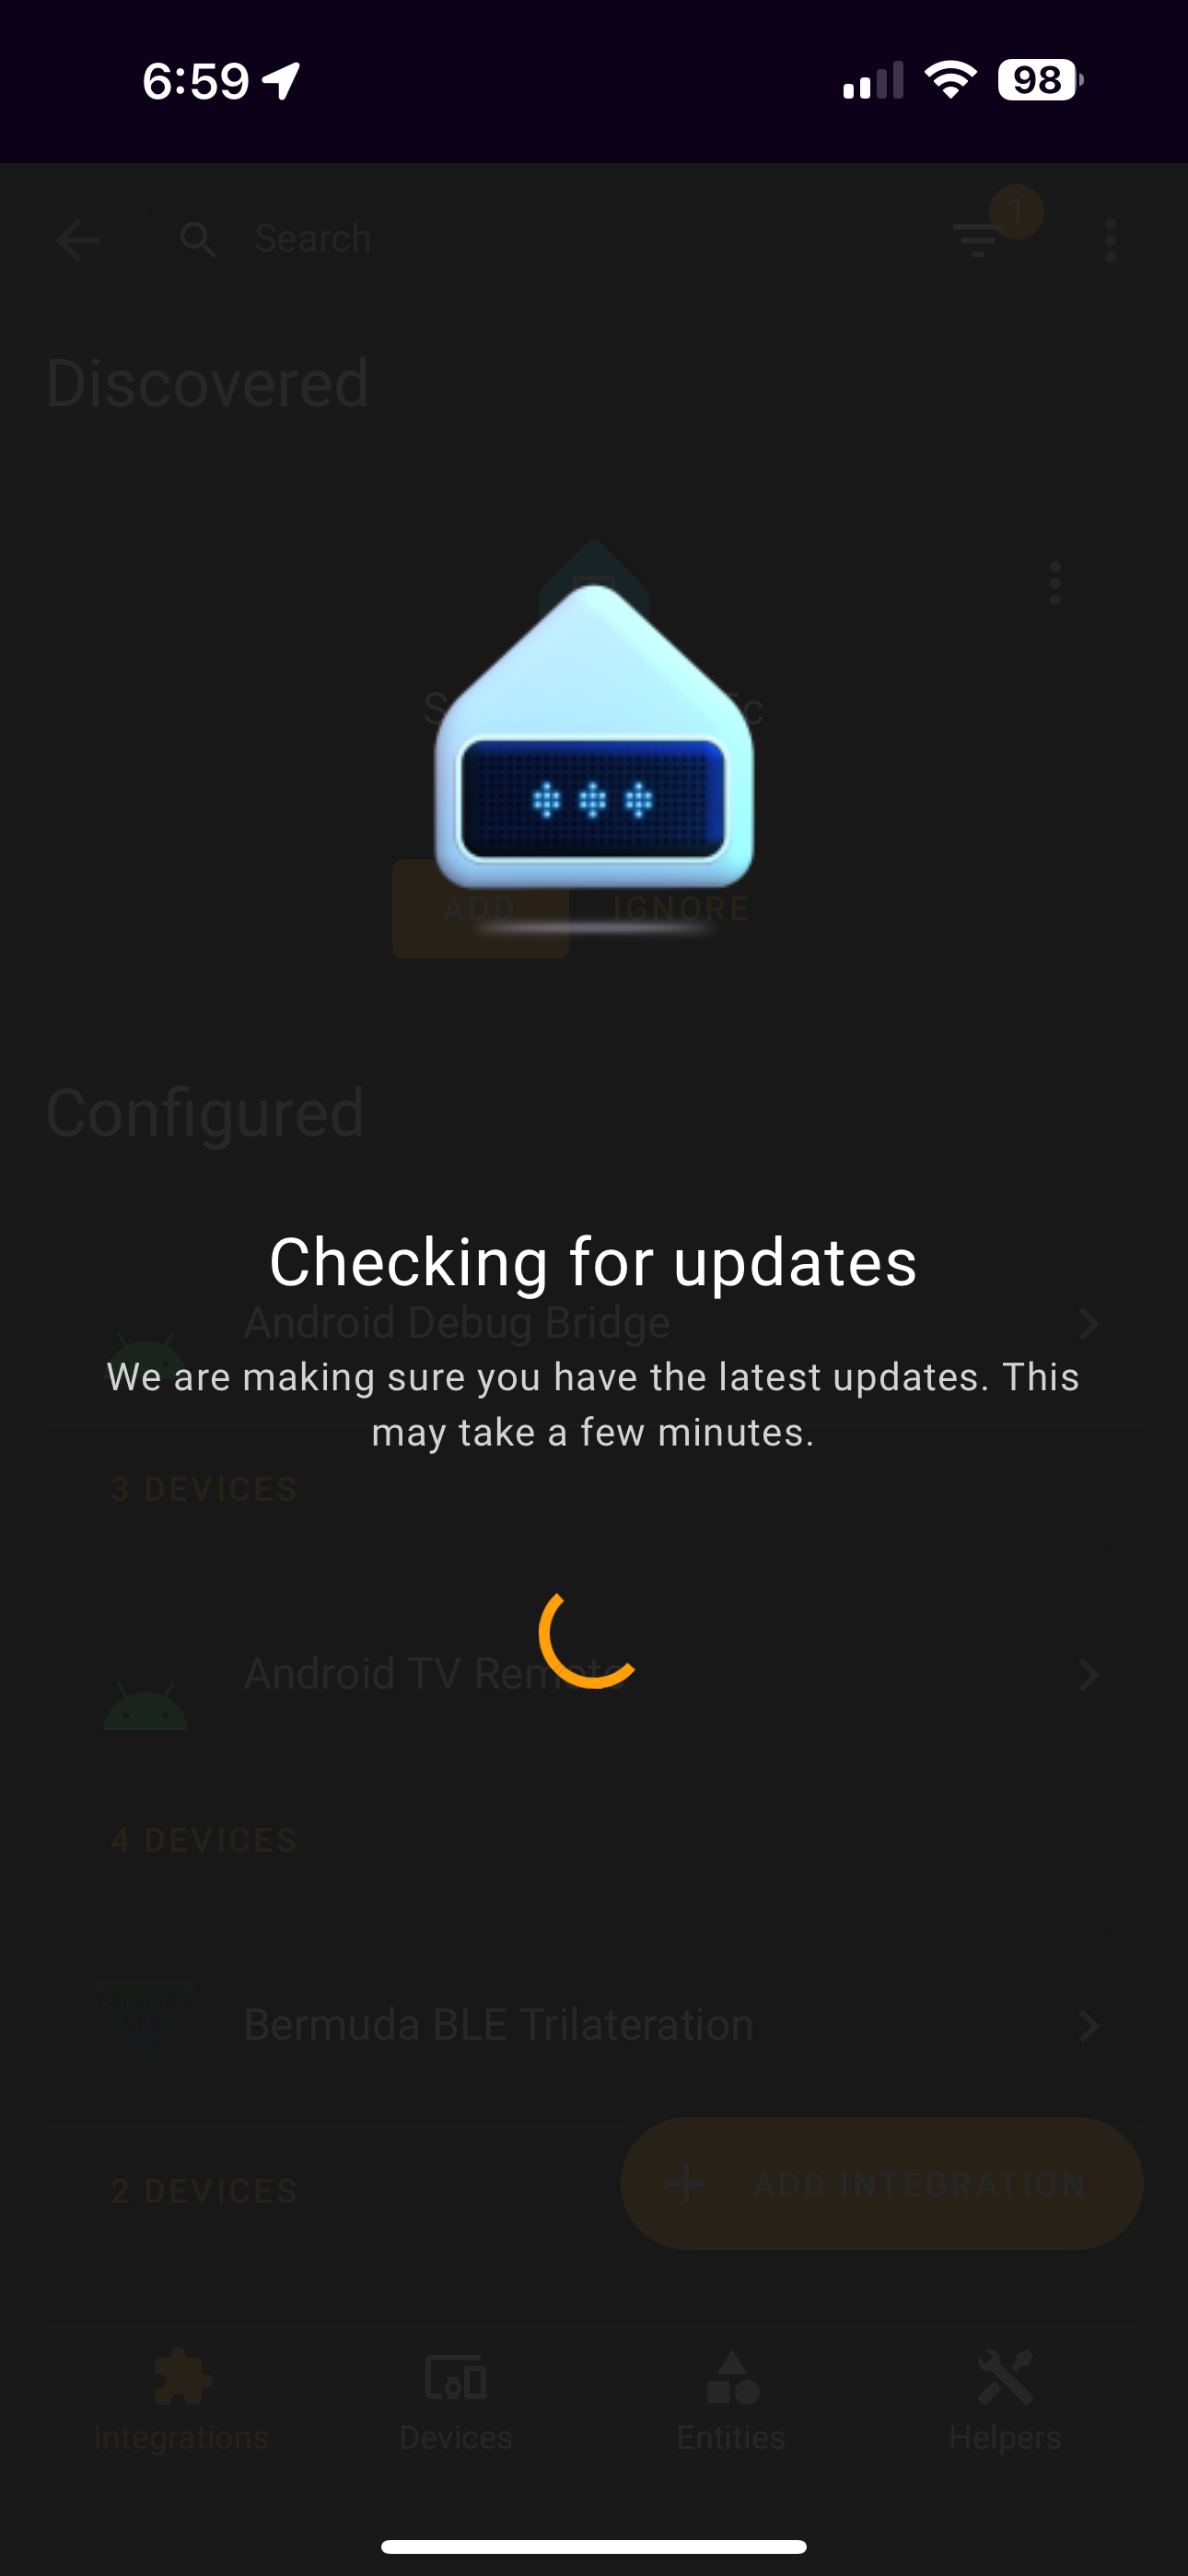 6:59
98
Search
1
Discovered
ADD
IGNORE
Configured
Checking for updates
Android Debug Bridge
We are making sure you have the latest updates. This
may take a few minutes.
3 DEVICES
Android TV Remote
4 DEVICES
Bermuda BLE Trilateration
2 DEVICES
ADD INTEGRATION
Integrations
Devices
Entities
Helpers